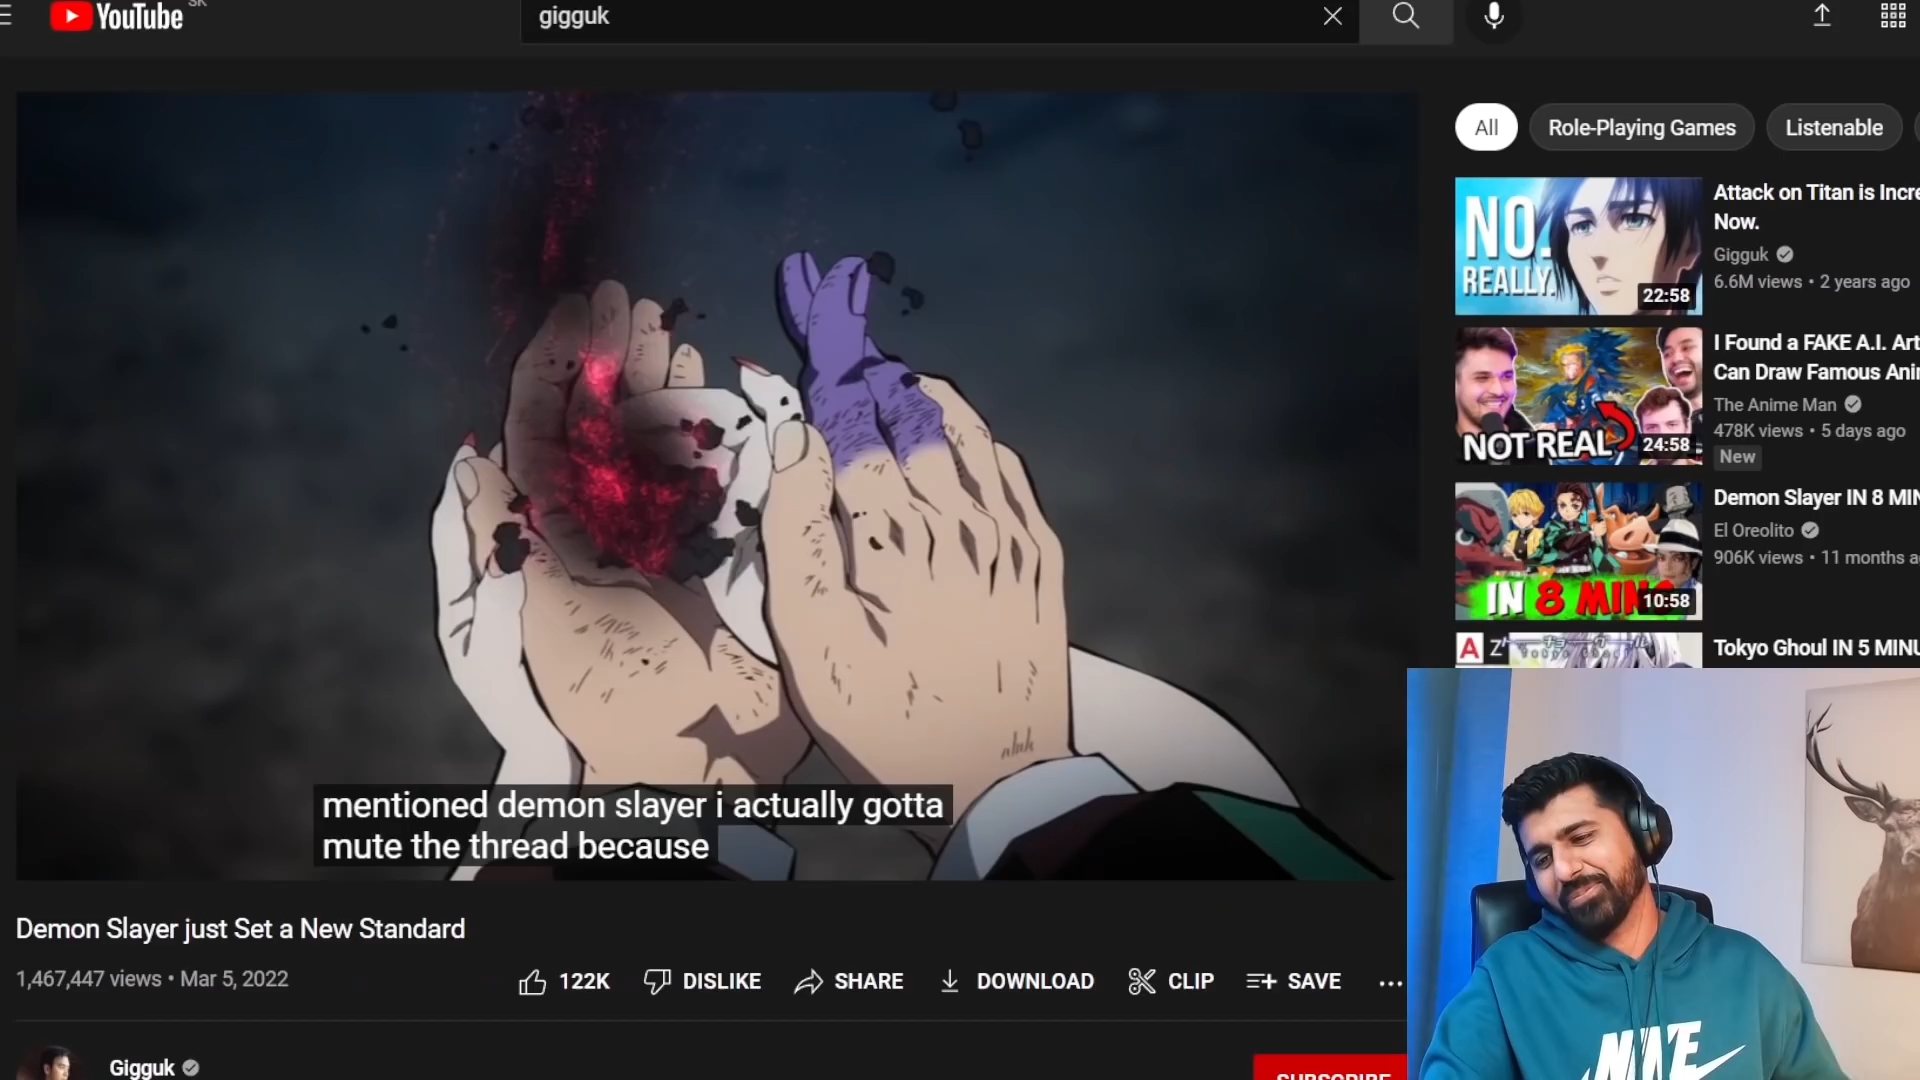 YouTube SK
gigguk
All
Role-Playing Games
Listenable
NO.
REALLY.
22:58
Attack on Titan is Incre
Now.
Gigguk
6.6M views • 2 years ago
NOT REAL
24:58
I Found a FAKE A.I. Art
Can Draw Famous Ani
The Anime Man
478K views • 5 days ago
New
IN 8 MIN
10:58
Demon Slayer IN 8 MIN
El Oreolito
906K views • 11 months a
A
Tokyo Ghoul IN 5 MINU
mentioned demon slayer i actually gotta
mute the thread because
Demon Slayer just Set a New Standard
1,467,447 views • Mar 5, 2022
122K
DISLIKE
SHARE
DOWNLOAD
CLIP
SAVE
Gigguk
SUBSCRIBE
NIKE